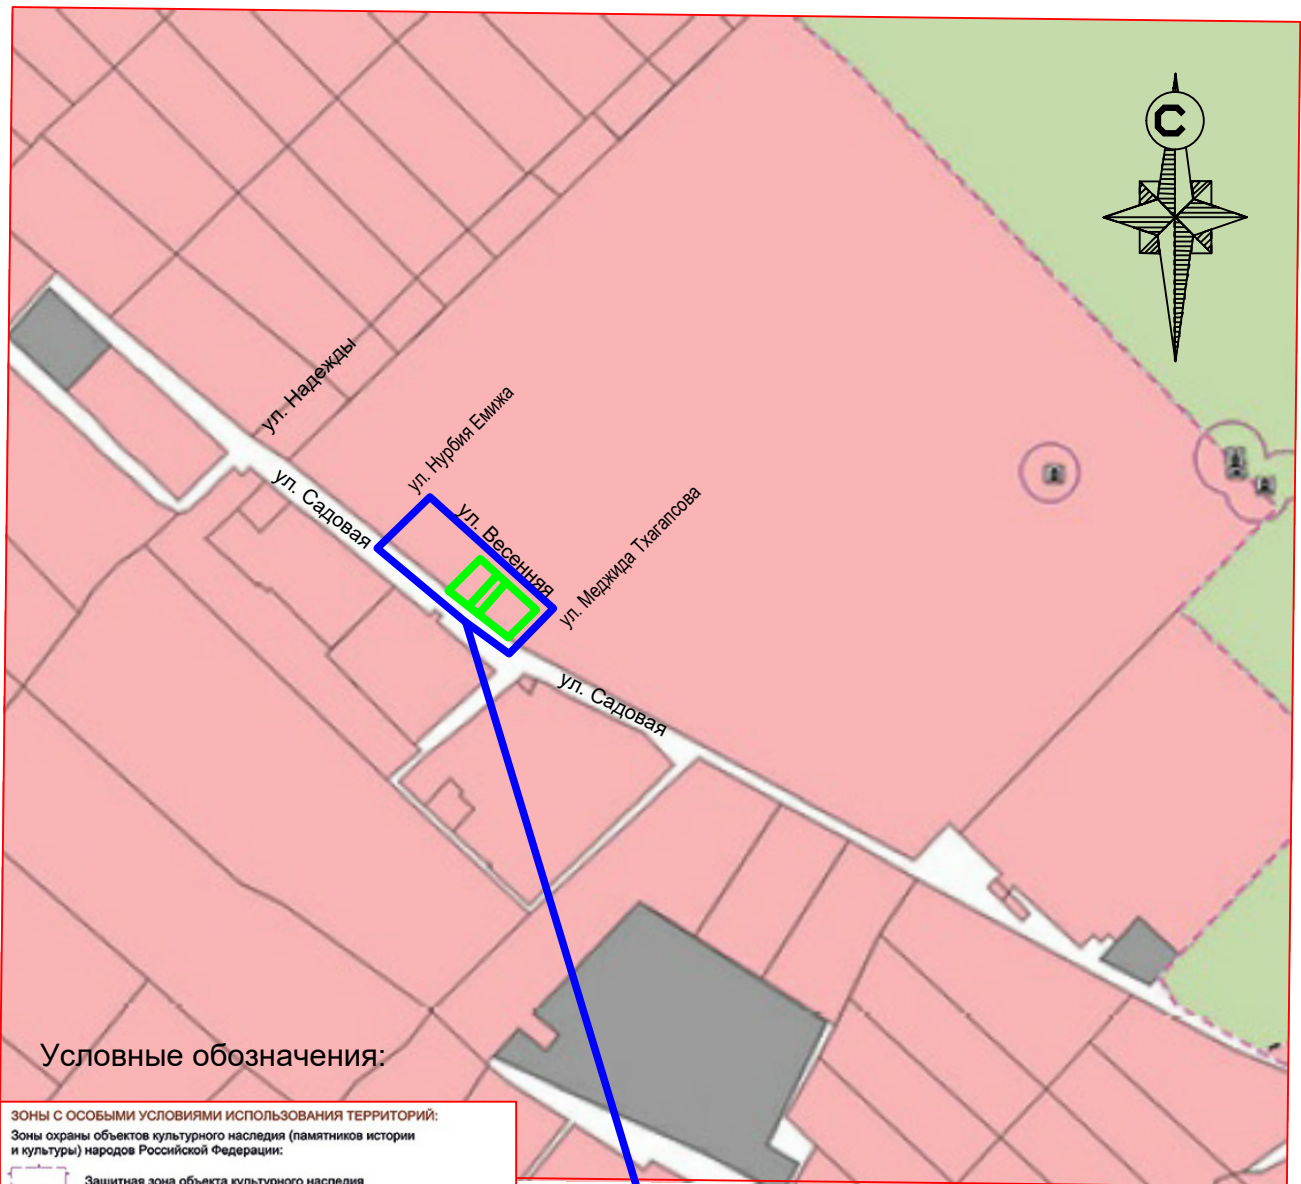 С
ул. Надежды
ул. Нурбия Емижа
ул. Садовая
ул. Весенняя
ул. Меджида Тхагапсова
ул. Садовая
Условные обозначения:
ЗОНЫ С ОСОБЫМИ УСЛОВИЯМИ ИСПОЛЬЗОВАНИЯ ТЕРРИТОРИЙ:
Зоны охраны объектов культурного наследия (памятников истории
и культуры) народов Российской Федерации:
Защитная зона объекта культурного наследия